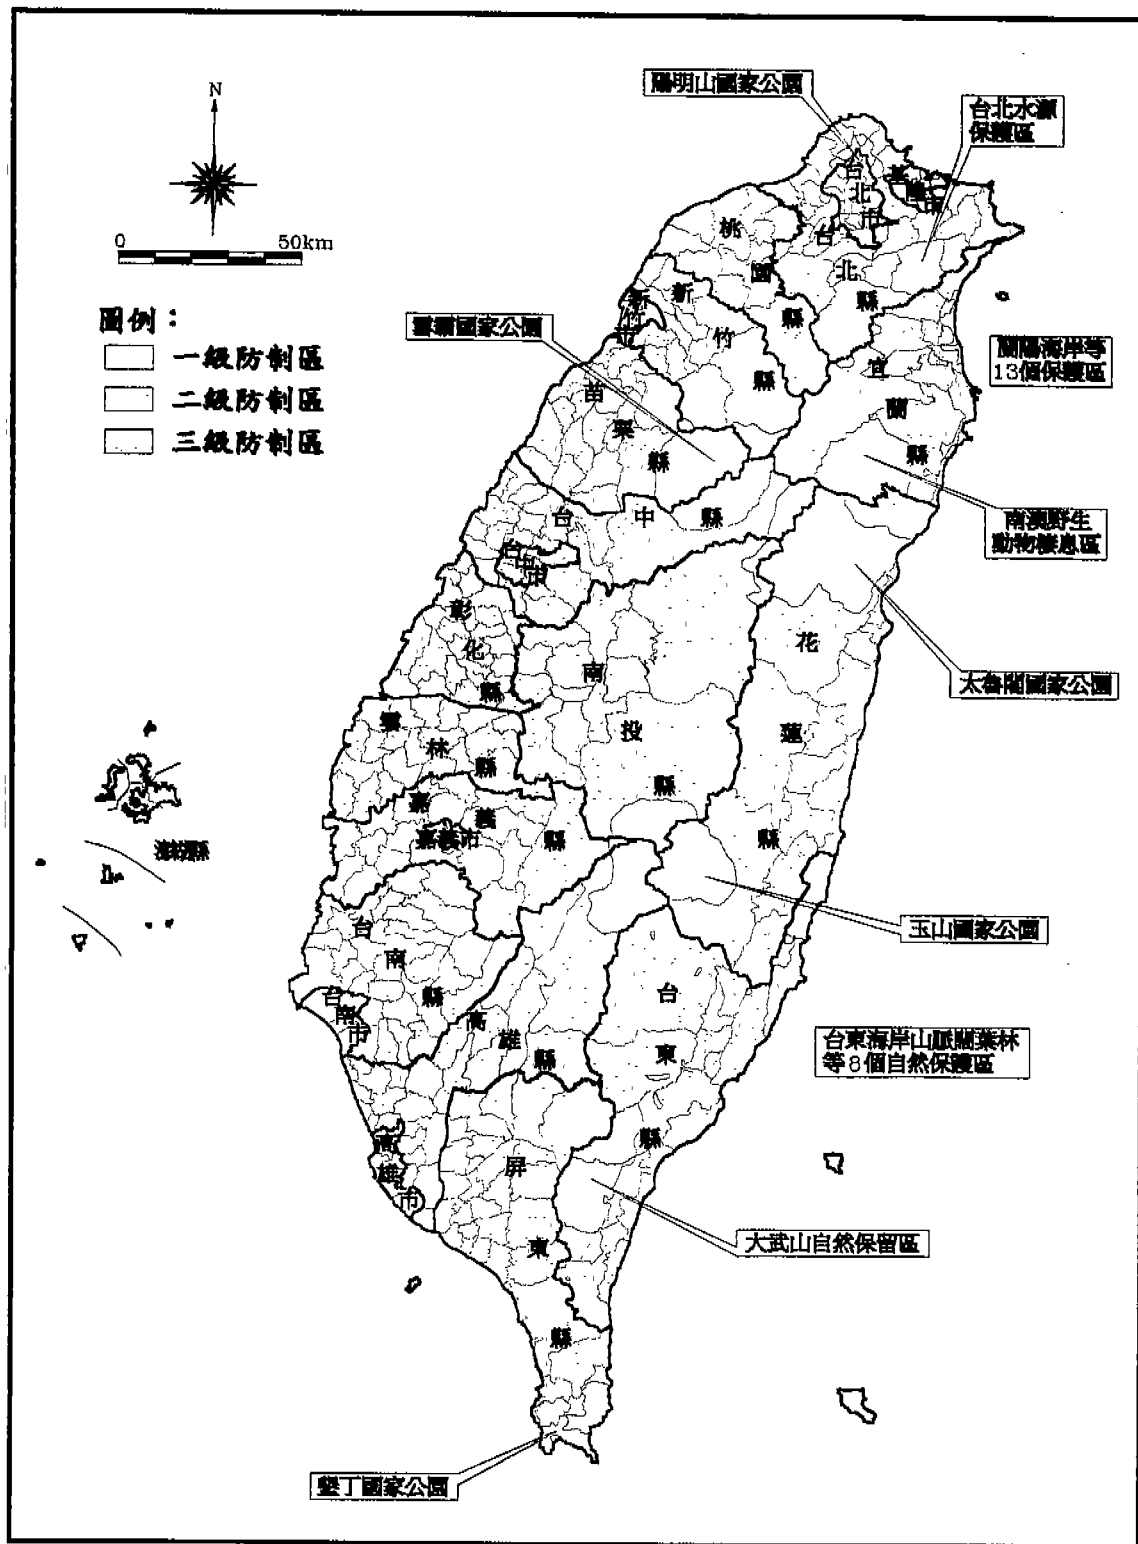 陽明山國家公園
台北水源
保護區
N
0 50km
圖例：
一級防制區
二級防制區
三級防制區
雪霸國家公園
蘭陽海岸等
13個保護區
南澳野生
動物棲息區
太魯閣國家公園
玉山國家公園
台東海岸山脈闊葉林
等8個自然保護區
大武山自然保留區
墾丁國家公園
台北市
基隆市
台北縣
桃園縣
新竹市
新竹縣
宜蘭縣
苗栗縣
台中縣
台中市
彰化縣
南投縣
花蓮縣
雲林縣
嘉義縣
嘉義市
澎湖縣
台南縣
台南市
高雄縣
台東縣
高雄市
屏東縣